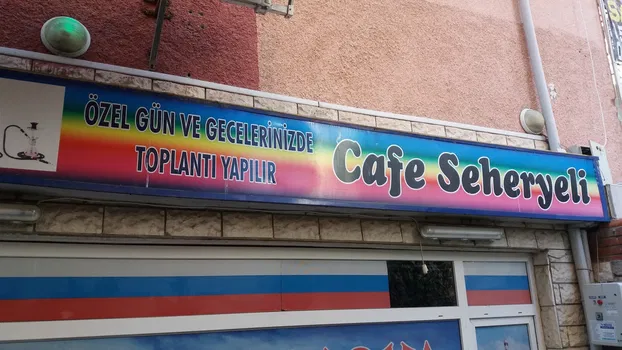 ÖZEL GÜN VE GECELERİNİZDE
TOPLANTI YAPILIR
Cafe Seheryeli